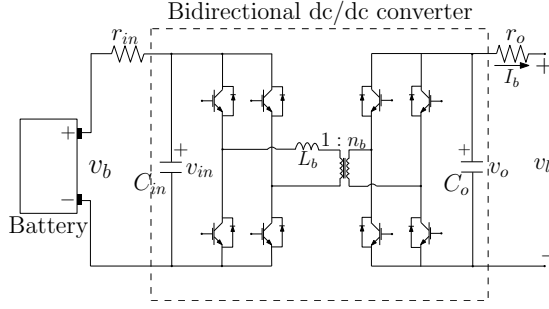 Bidirectional dc/dc converter
r_in
r_o
I_b
+
+
v_b
−
Battery
C_in
+
v_in
L_b
1 : n_b
+
C_o
v_o
+
v_l
−